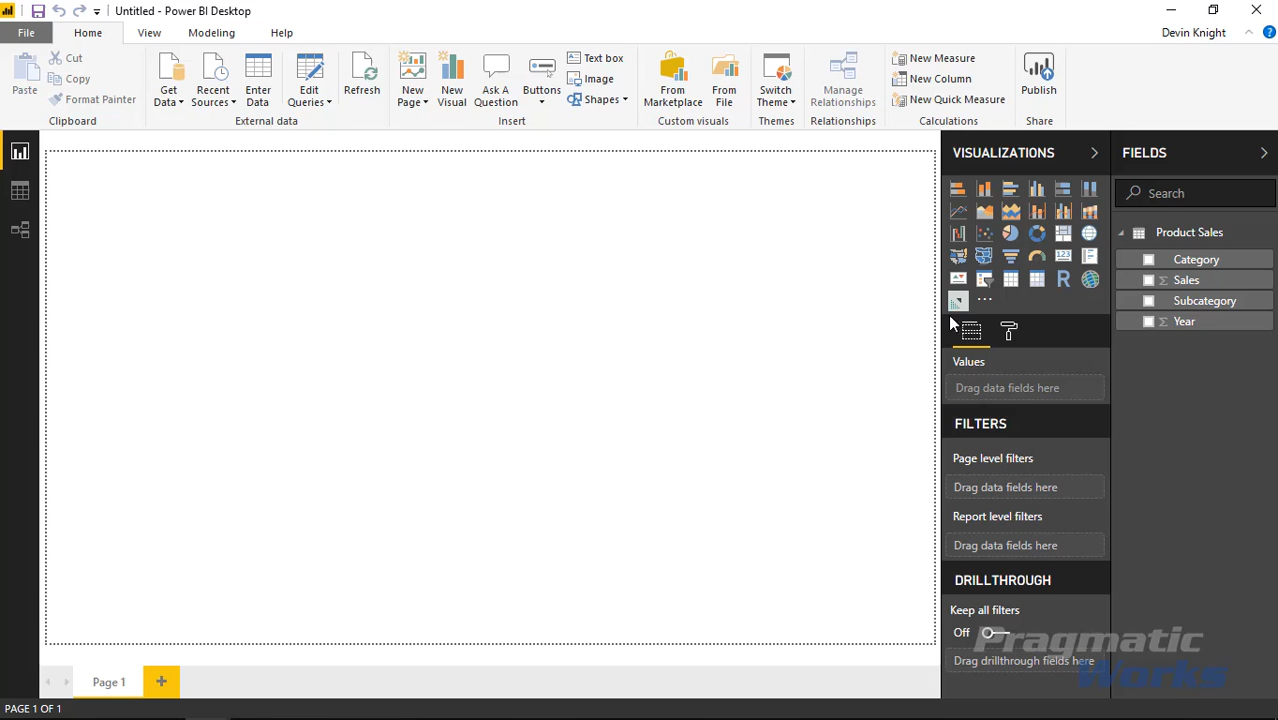 Untitled - Power BI Desktop
File
Home
View
Modeling
Help
Devin Knight
?
Paste
Cut
Copy
Format Painter
Clipboard
Get Data
Recent Sources
Enter Data
Edit Queries
Refresh
External data
New Page
New Visual
Ask A Question
Buttons
Text box
Image
Shapes
Insert
From Marketplace
From File
Custom visuals
Switch Theme
Themes
Manage Relationships
Relationships
New Measure
New Column
New Quick Measure
Calculations
Publish
Share
VISUALIZATIONS
123
R
Values
Drag data fields here
FILTERS
Page level filters
Drag data fields here
Report level filters
Drag data fields here
DRILLTHROUGH
Keep all filters
Off
Drag drillthrough fields here
FIELDS
Search
Product Sales
Category
Σ Sales
Subcategory
Σ Year
Pragmatic
Works
Page 1
PAGE 1 OF 1